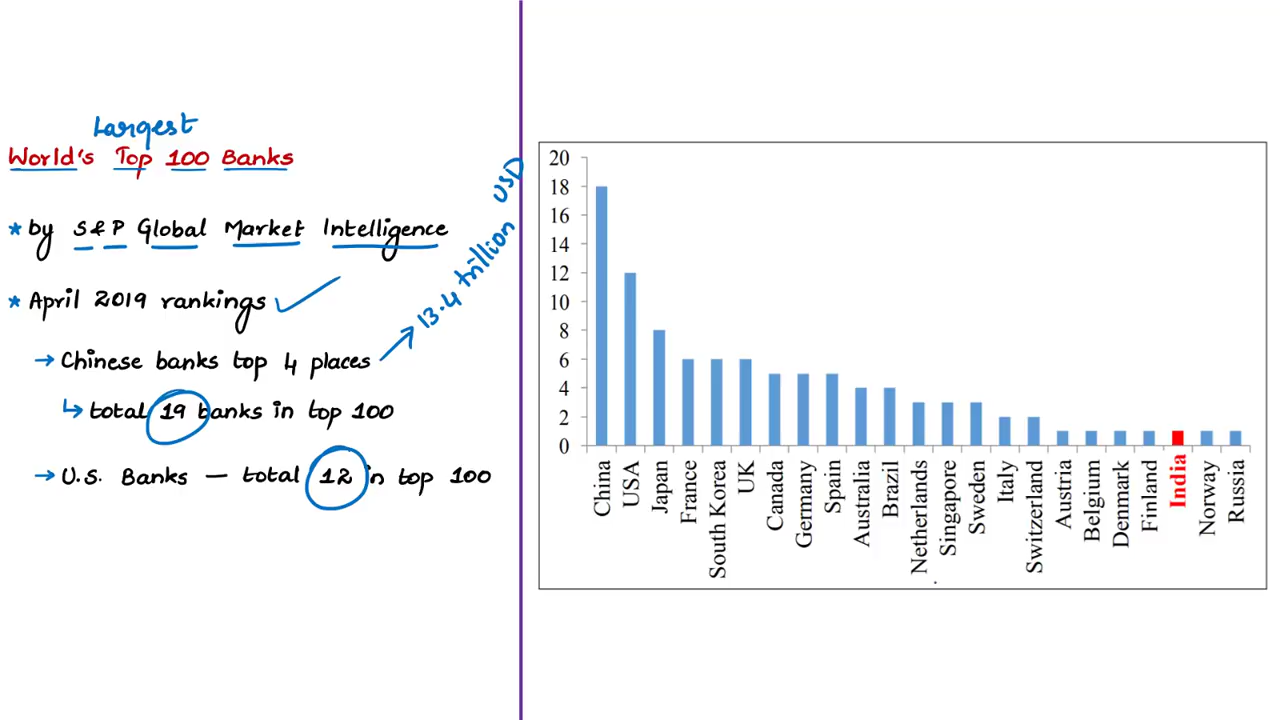 Largest
World's Top 100 Banks
* by S&P Global Market Intelligence
* April 2019 rankings
→ Chinese banks top 4 places
↳ total 19 banks in top 100
→ U.S. Banks — total 12 in top 100
13.4 trillion USD
20
18
16
14
12
10
8
6
4
2
0
China
USA
Japan
France
South Korea
UK
Canada
Germany
Spain
Australia
Brazil
Netherlands
Singapore
Sweden
Italy
Switzerland
Austria
Belgium
Denmark
Finland
India
Norway
Russia